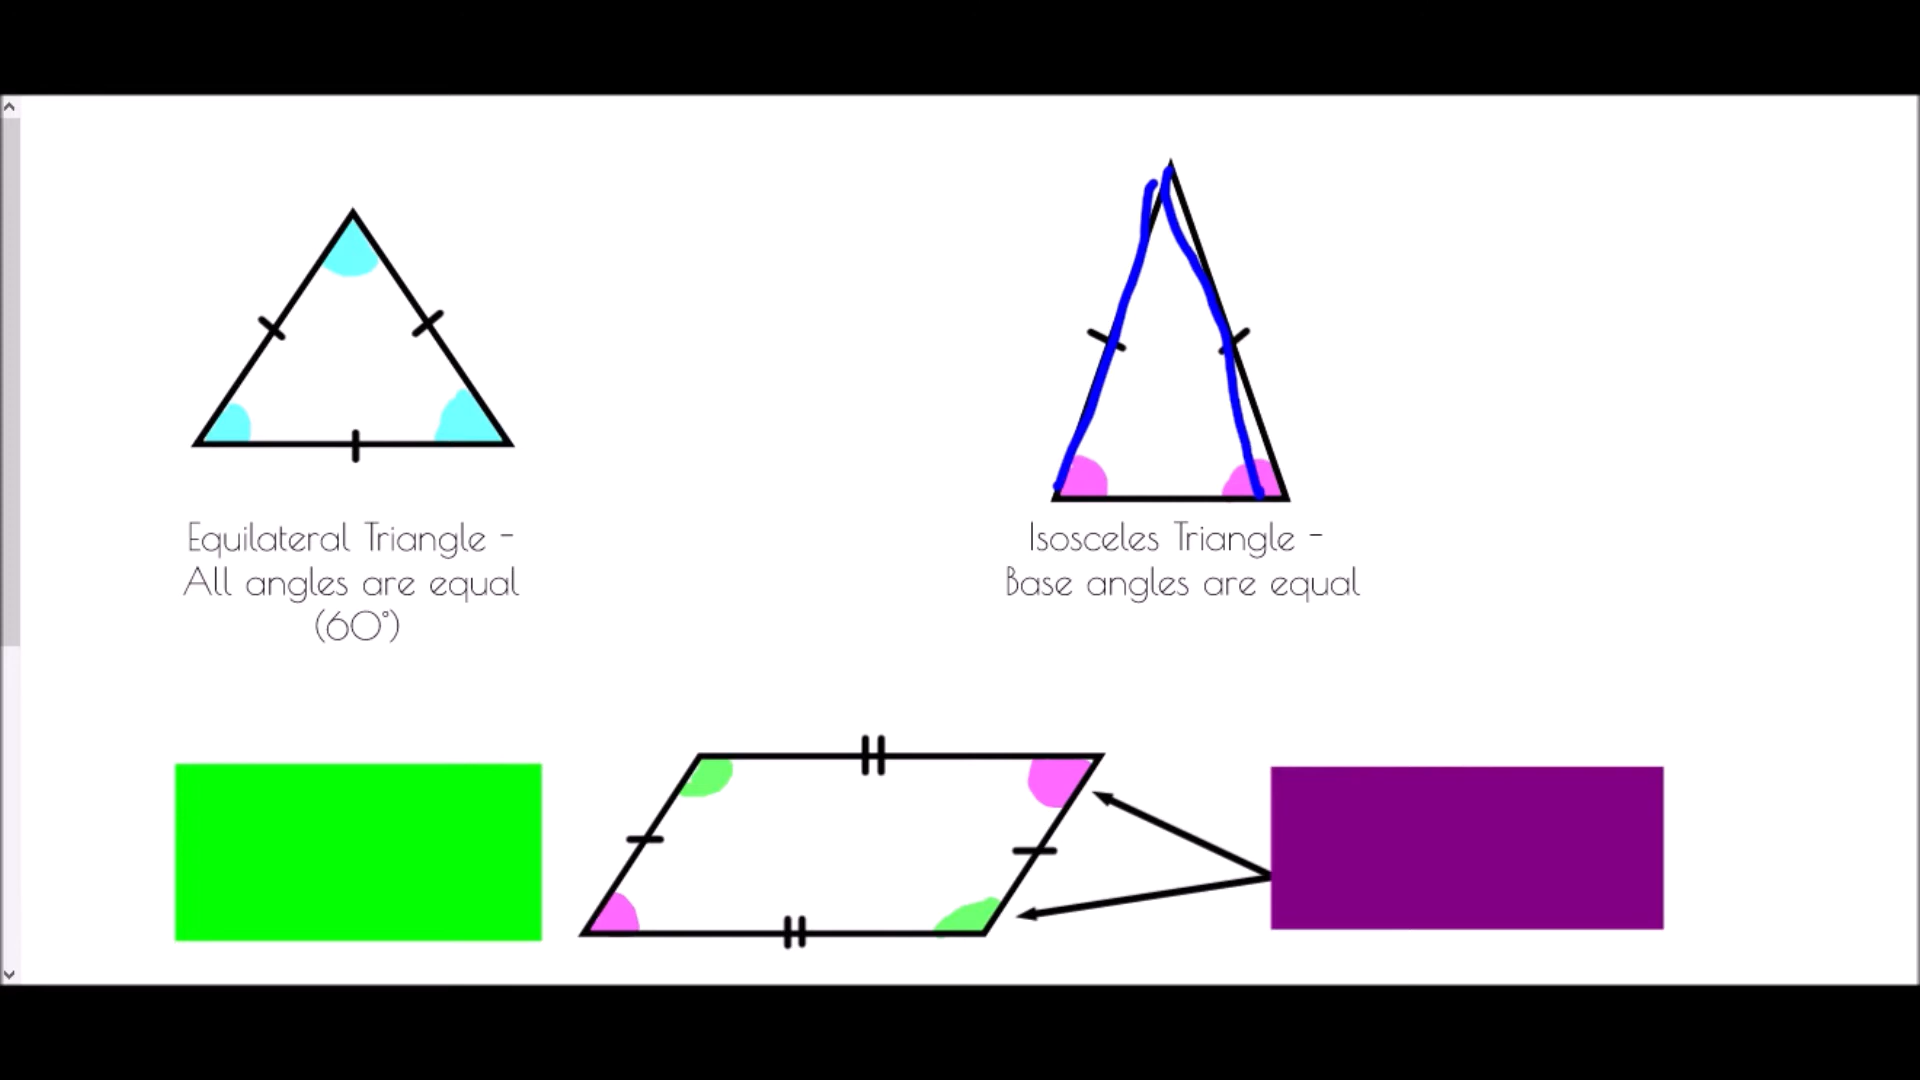 Equilateral Triangle -
All angles are equal
(60°)
Isosceles Triangle -
Base angles are equal